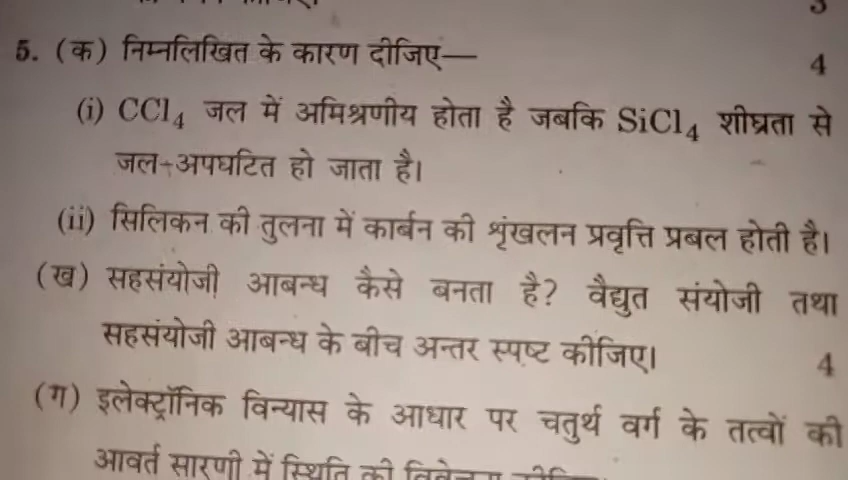 3
5. (क) निम्नलिखित के कारण दीजिए— 4
(i) CCl₄ जल में अमिश्रणीय होता है जबकि SiCl₄ शीघ्रता से
जल-अपघटित हो जाता है।
(ii) सिलिकन की तुलना में कार्बन की शृंखलन प्रवृत्ति प्रबल होती है।
(ख) सहसंयोजी आबन्ध कैसे बनता है? वैद्युत संयोजी तथा
सहसंयोजी आबन्ध के बीच अन्तर स्पष्ट कीजिए। 4
(ग) इलेक्ट्रॉनिक विन्यास के आधार पर चतुर्थ वर्ग के तत्वों की
आवर्त सारणी में स्थिति की